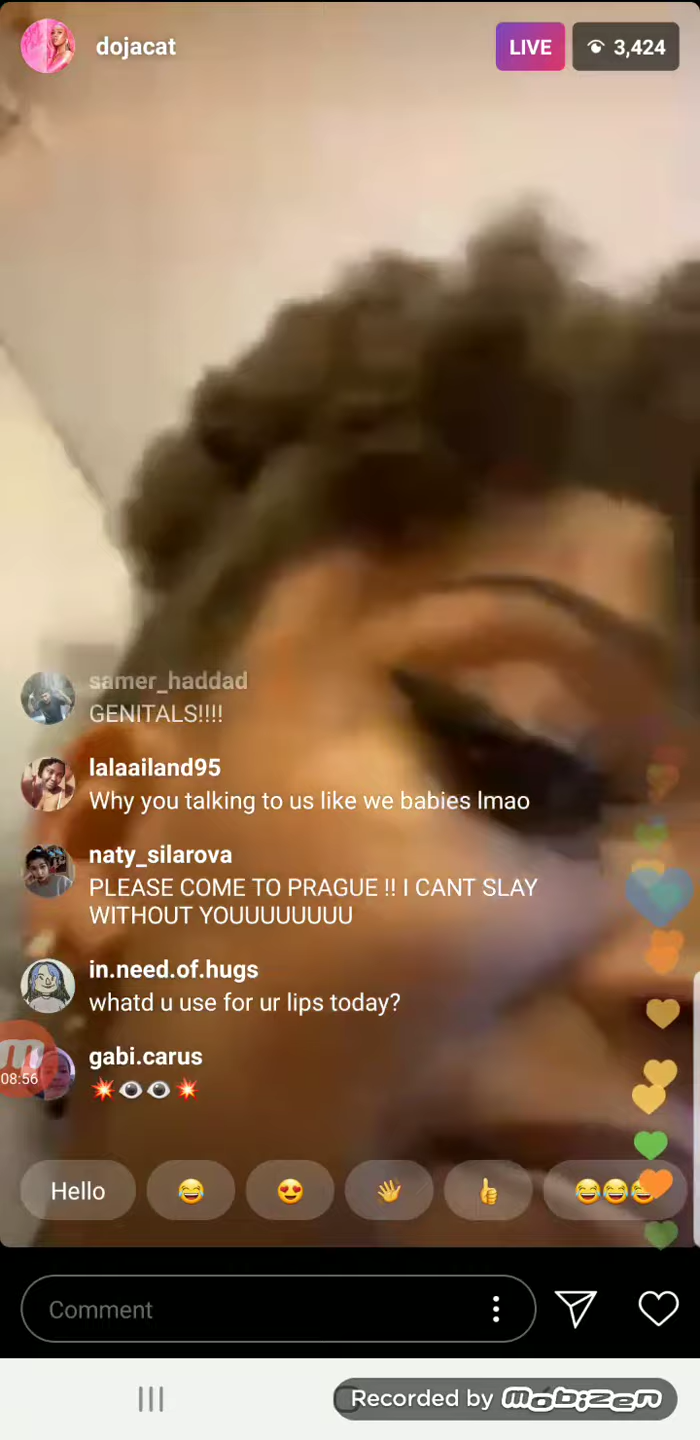 dojacat
LIVE
3,424
samer_haddad
GENITALS!!!!
lalaailand95
Why you talking to us like we babies lmao
naty_silarova
PLEASE COME TO PRAGUE !! I CANT SLAY
WITHOUT YOUUUUUUUU
in.need.of.hugs
whatd u use for ur lips today?
gabi.carus
💥👁👁💥
m
08:56
Hello 😂 😍 👋 👍 😂😂😂
Comment
Recorded by mobizen